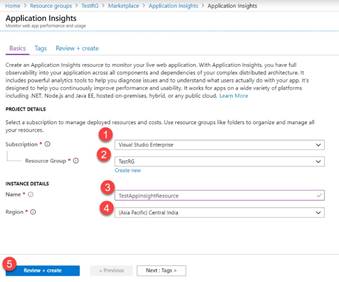 Home > Resource groups > TestRG > Marketplace > Application Insights > Application Insights
Application Insights
Monitor web app performance and usage
Basics Tags Review + create
Create an Application Insights resource to monitor your live web application. With Application Insights, you have full
observability into your application across all components and dependencies of your complex distributed architecture. It
includes powerful analytics tools to help you diagnose issues and to understand what users actually do with your app. It's
designed to help you continuously improve performance and usability. It works for apps on a wide variety of platforms
including .NET, Node.js and Java EE, hosted on-premises, hybrid, or any public cloud. Learn More
PROJECT DETAILS
Select a subscription to manage deployed resources and costs. Use resource groups like folders to organize and manage all
your resources.
1
Subscription * Visual Studio Enterprise
2
Resource Group * TestRG
Create new
INSTANCE DETAILS
3
Name * TestAppInsightResource
4
Region * (Asia Pacific) Central India
5
Review + create < Previous Next : Tags >